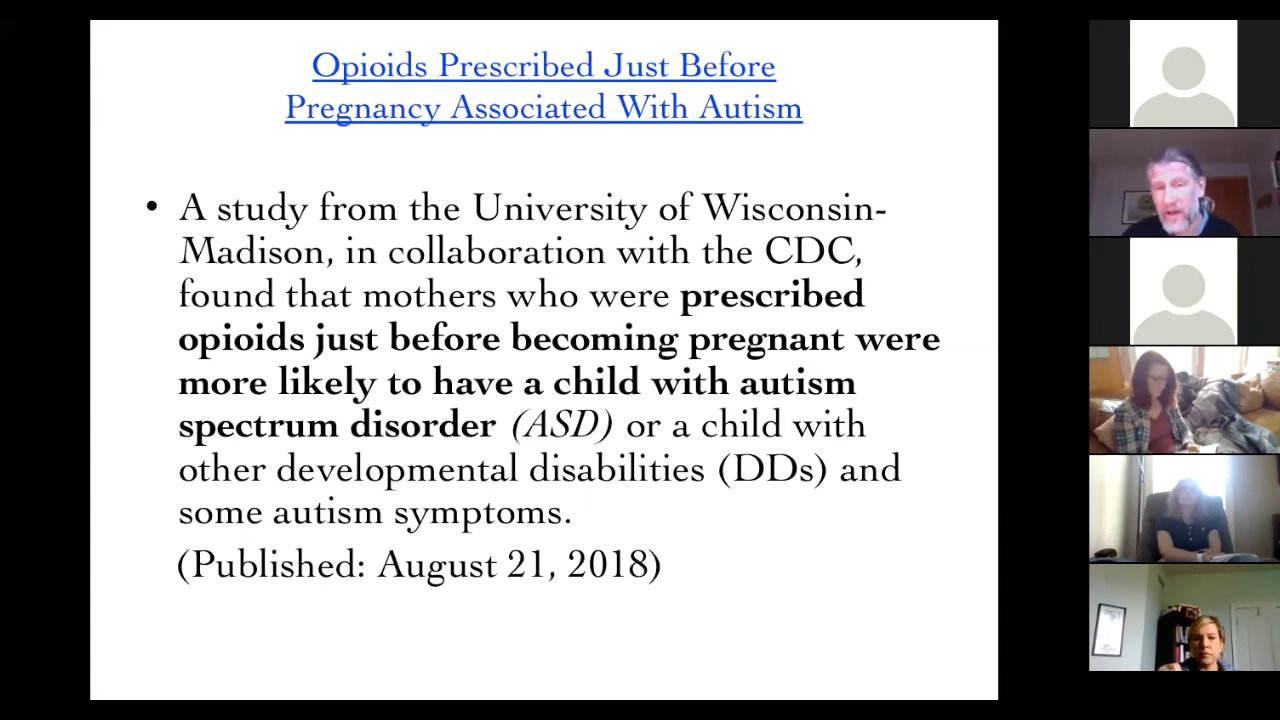 Opioids Prescribed Just Before
Pregnancy Associated With Autism
• A study from the University of Wisconsin-
Madison, in collaboration with the CDC,
found that mothers who were prescribed
opioids just before becoming pregnant were
more likely to have a child with autism
spectrum disorder (ASD) or a child with
other developmental disabilities (DDs) and
some autism symptoms.
(Published: August 21, 2018)